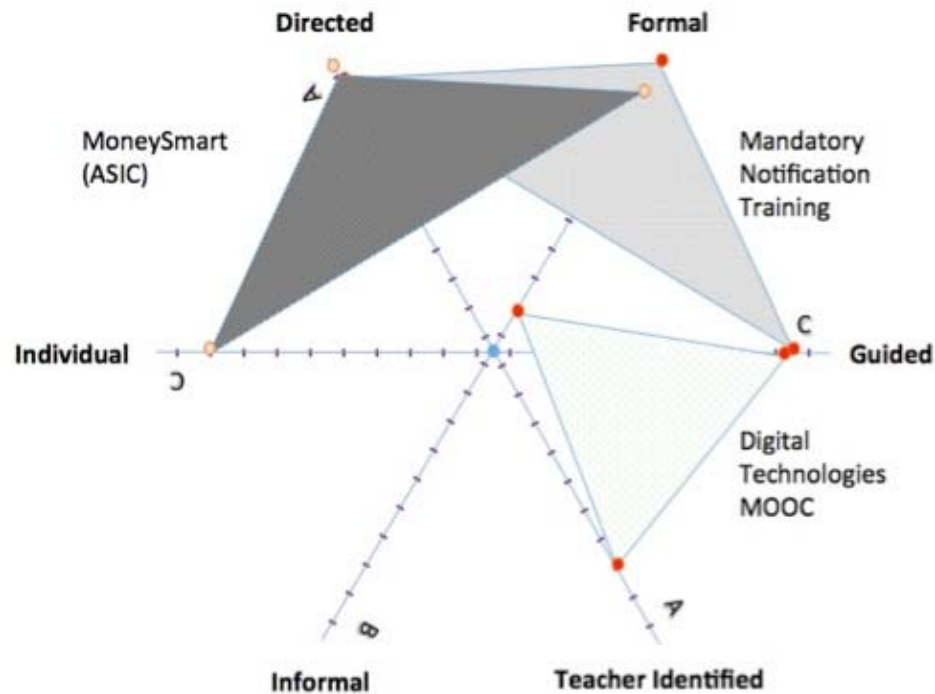 Directed
Formal
A
MoneySmart
(ASIC)
Mandatory
Notification
Training
C
Individual
Guided
C
Digital
Technologies
MOOC
A
B
Informal
Teacher Identified